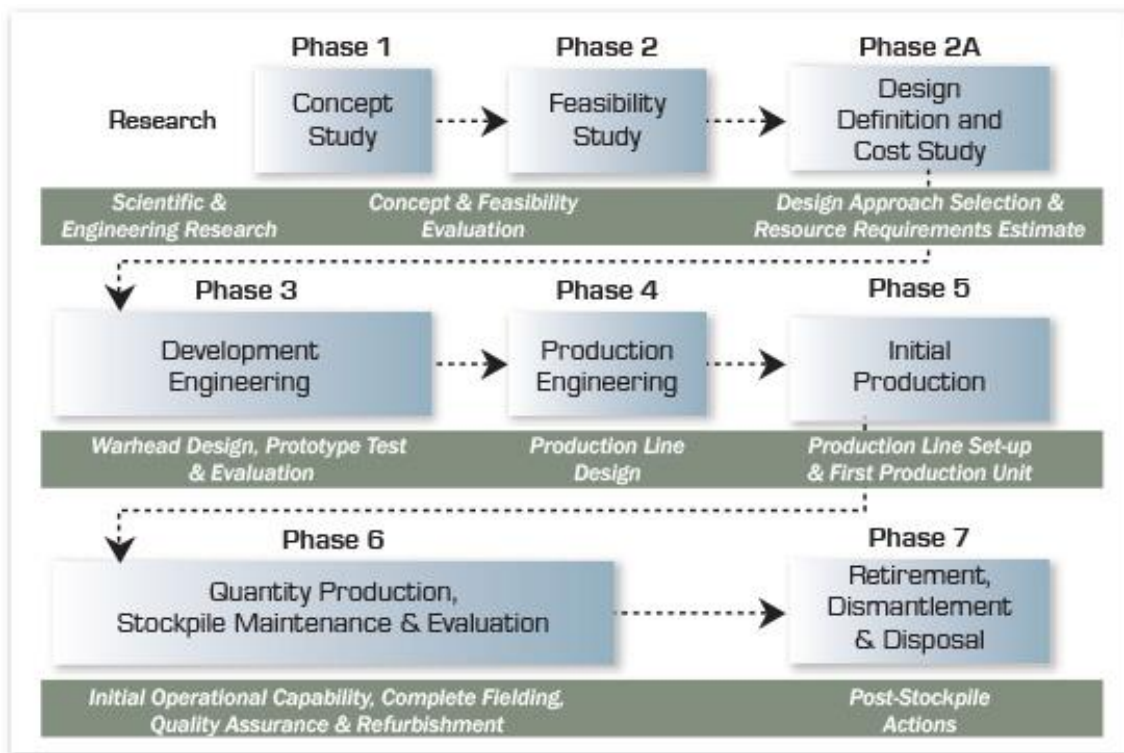 Phase 1
Phase 2
Phase 2A
Research
Concept
Study
Feasibility
Study
Design
Definition and
Cost Study
Scientific &
Engineering Research
Concept & Feasibility
Evaluation
Design Approach Selection &
Resource Requirements Estimate
Phase 3
Phase 4
Phase 5
Development
Engineering
Production
Engineering
Initial
Production
Warhead Design, Prototype Test
& Evaluation
Production Line
Design
Production Line Set-up
& First Production Unit
Phase 6
Phase 7
Quantity Production,
Stockpile Maintenance & Evaluation
Retirement,
Dismantlement
& Disposal
Initial Operational Capability, Complete Fielding,
Quality Assurance & Refurbishment
Post-Stockpile
Actions